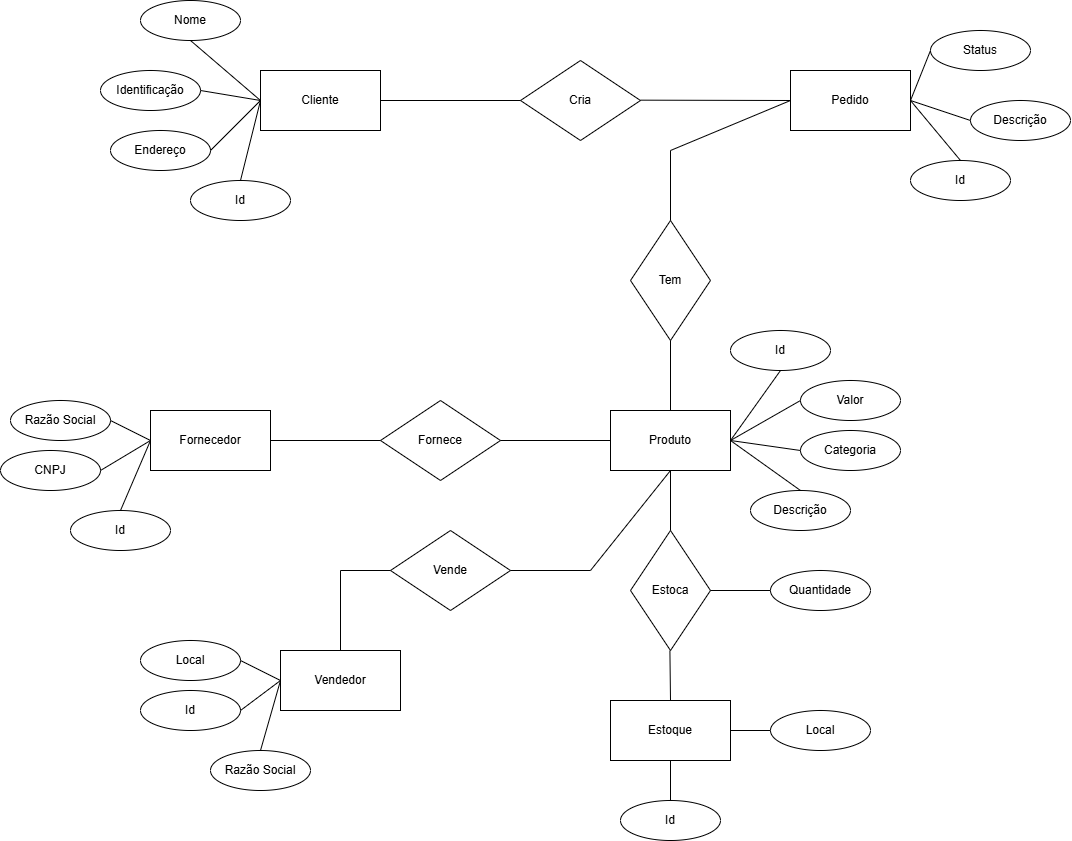 Nome
Status
Identificação
Cliente
Cria
Pedido
Descrição
Endereço
Id
Id
Tem
Id
Valor
Razão Social
Fornecedor
Fornece
Produto
Categoria
CNPJ
Descrição
Id
Vende
Estoca
Quantidade
Local
Vendedor
Id
Estoque
Local
Razão Social
Id